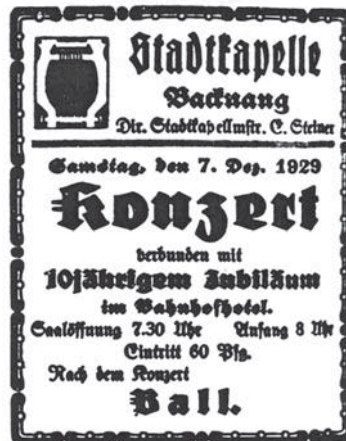 Stadtkapelle
Backnang
Dir. Stadtkapellmstr. C. Steiner
Samstag, den 7. Dez. 1929
Konzert
verbunden mit
10jährigem Jubiläum
im Bahnhofhotel.
Saalöffnung 7.30 Uhr Anfang 8 Uhr
Eintritt 60 Pfg.
Nach dem Konzert
Ball.